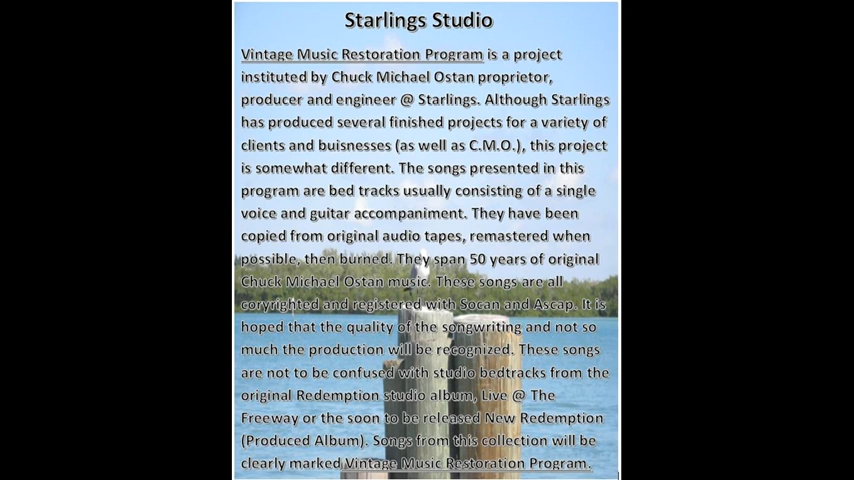 Starlings Studio
Vintage Music Restoration Program is a project
instituted by Chuck Michael Ostan proprietor,
producer and engineer @ Starlings. Although Starlings
has produced several finished projects for a variety of
clients and buisnesses (as well as C.M.O.), this project
is somewhat different. The songs presented in this
program are bed tracks usually consisting of a single
voice and guitar accompaniment. They have been
copied from original audio tapes, remastered when
possible, then burned. They span 50 years of original
Chuck Michael Ostan music. These songs are all
coryrighted and registered with Socan and Ascap. It is
hoped that the quality of the songwriting and not so
much the production will be recognized. These songs
are not to be confused with studio bedtracks from the
original Redemption studio album, Live @ The
Freeway or the soon to be released New Redemption
(Produced Album). Songs from this collection will be
clearly marked Vintage Music Restoration Program.